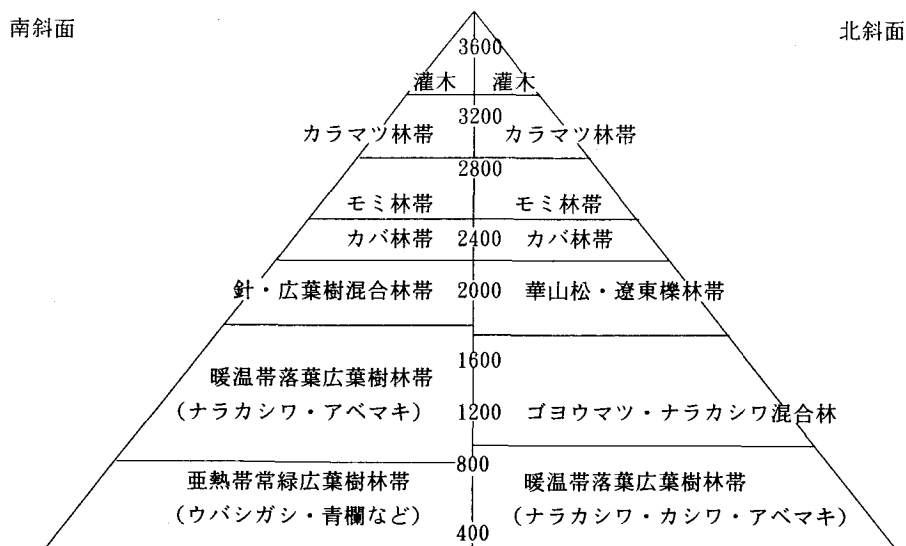 南斜面
北斜面
3600
灌木 灌木
3200
カラマツ林帯 カラマツ林帯
2800
モミ林帯 モミ林帯
カバ林帯 2400 カバ林帯
針・広葉樹混合林帯 2000 華山松・遼東櫟林帯
1600
暖温帯落葉広葉樹林帯
(ナラカシワ・アベマキ) 1200 ゴヨウマツ・ナラカシワ混合林
800
亜熱帯常緑広葉樹林帯 暖温帯落葉広葉樹林帯
(ウバシガシ・青欄など) (ナラカシワ・カシワ・アベマキ)
400